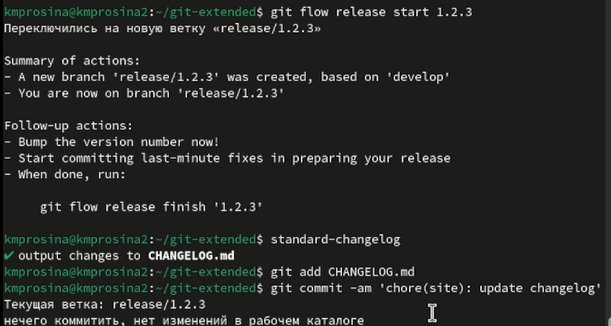 kmprosina@kmprosina2:~/git-extended$ git flow release start 1.2.3
Переключились на новую ветку «release/1.2.3»
Summary of actions:
- A new branch 'release/1.2.3' was created, based on 'develop'
- You are now on branch 'release/1.2.3'
Follow-up actions:
- Bump the version number now!
- Start committing last-minute fixes in preparing your release
- When done, run:
git flow release finish '1.2.3'
kmprosina@kmprosina2:~/git-extended$ standard-changelog
✔ output changes to CHANGELOG.md
kmprosina@kmprosina2:~/git-extended$ git add CHANGELOG.md
kmprosina@kmprosina2:~/git-extended$ git commit -am 'chore(site): update changelog'
Текущая ветка: release/1.2.3
нечего коммитить, нет изменений в рабочем каталоге